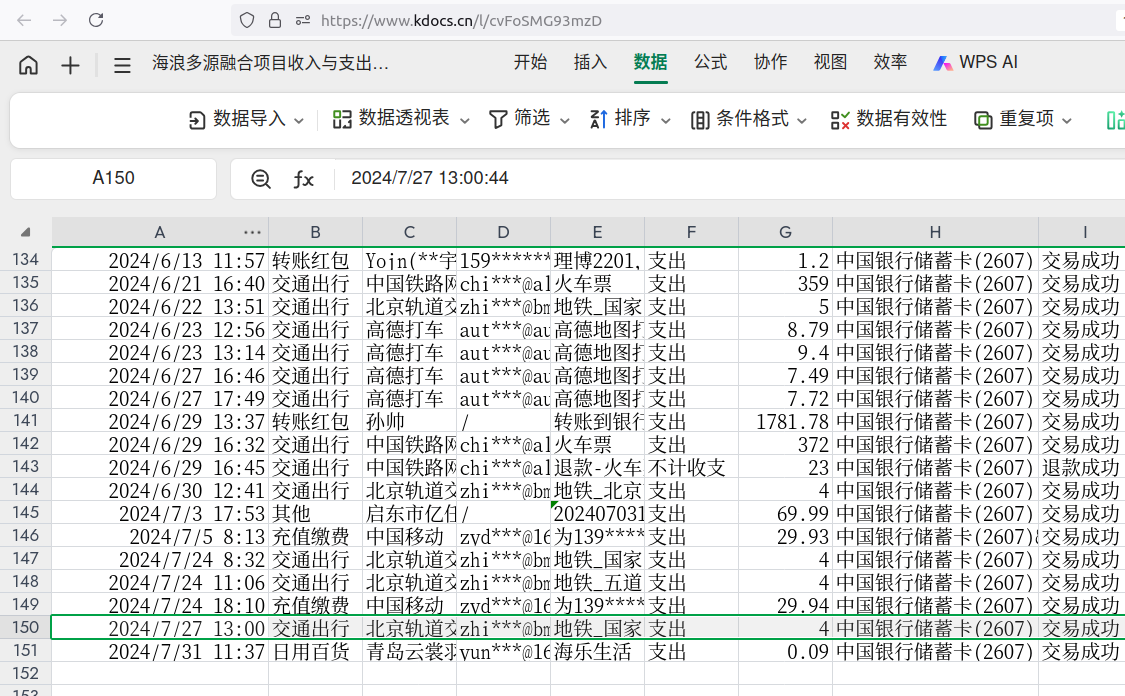 https://www.kdocs.cn/l/cvFoSMG93mzD
海浪多源融合项目收入与支出… 开始 插入 数据 公式 协作 视图 效率 WPS AI
数据导入 数据透视表 筛选 排序 条件格式 数据有效性 重复项
A150 fx 2024/7/27 13:00:44
A ··· B C D E F G H I
134 2024/6/13 11:57 转账红包 Yojn(**宇 159****** 理博2201, 支出 1.2 中国银行储蓄卡(2607) 交易成功
135 2024/6/21 16:40 交通出行 中国铁路网 chi***@al 火车票 支出 359 中国银行储蓄卡(2607) 交易成功
136 2024/6/22 13:51 交通出行 北京轨道交 zhi***@bm 地铁_国家 支出 5 中国银行储蓄卡(2607) 交易成功
137 2024/6/23 12:56 交通出行 高德打车 aut***@au 高德地图打 支出 8.79 中国银行储蓄卡(2607) 交易成功
138 2024/6/23 13:14 交通出行 高德打车 aut***@au 高德地图打 支出 9.4 中国银行储蓄卡(2607) 交易成功
139 2024/6/27 16:46 交通出行 高德打车 aut***@au 高德地图打 支出 7.49 中国银行储蓄卡(2607) 交易成功
140 2024/6/27 17:49 交通出行 高德打车 aut***@au 高德地图打 支出 7.72 中国银行储蓄卡(2607) 交易成功
141 2024/6/29 13:37 转账红包 孙帅 / 转账到银行 支出 1781.78 中国银行储蓄卡(2607) 交易成功
142 2024/6/29 16:32 交通出行 中国铁路网 chi***@al 火车票 支出 372 中国银行储蓄卡(2607) 交易成功
143 2024/6/29 16:45 交通出行 中国铁路网 chi***@al 退款-火车 不计收支 23 中国银行储蓄卡(2607) 退款成功
144 2024/6/30 12:41 交通出行 北京轨道交 zhi***@bm 地铁_北京 支出 4 中国银行储蓄卡(2607) 交易成功
145 2024/7/3 17:53 其他 启东市亿任 / 202407031 支出 69.99 中国银行储蓄卡(2607) 交易成功
146 2024/7/5 8:13 充值缴费 中国移动 zyd***@16 为139**** 支出 29.93 中国银行储蓄卡(2607) 交易成功
147 2024/7/24 8:32 交通出行 北京轨道交 zhi***@bm 地铁_国家 支出 4 中国银行储蓄卡(2607) 交易成功
148 2024/7/24 11:06 交通出行 北京轨道交 zhi***@bm 地铁_五道 支出 4 中国银行储蓄卡(2607) 交易成功
149 2024/7/24 18:10 充值缴费 中国移动 zyd***@16 为139**** 支出 29.94 中国银行储蓄卡(2607) 交易成功
150 2024/7/27 13:00 交通出行 北京轨道交 zhi***@bm 地铁_国家 支出 4 中国银行储蓄卡(2607) 交易成功
151 2024/7/31 11:37 日用百货 青岛云裳羽 yun***@16 海乐生活 支出 0.09 中国银行储蓄卡(2607) 交易成功
152
153